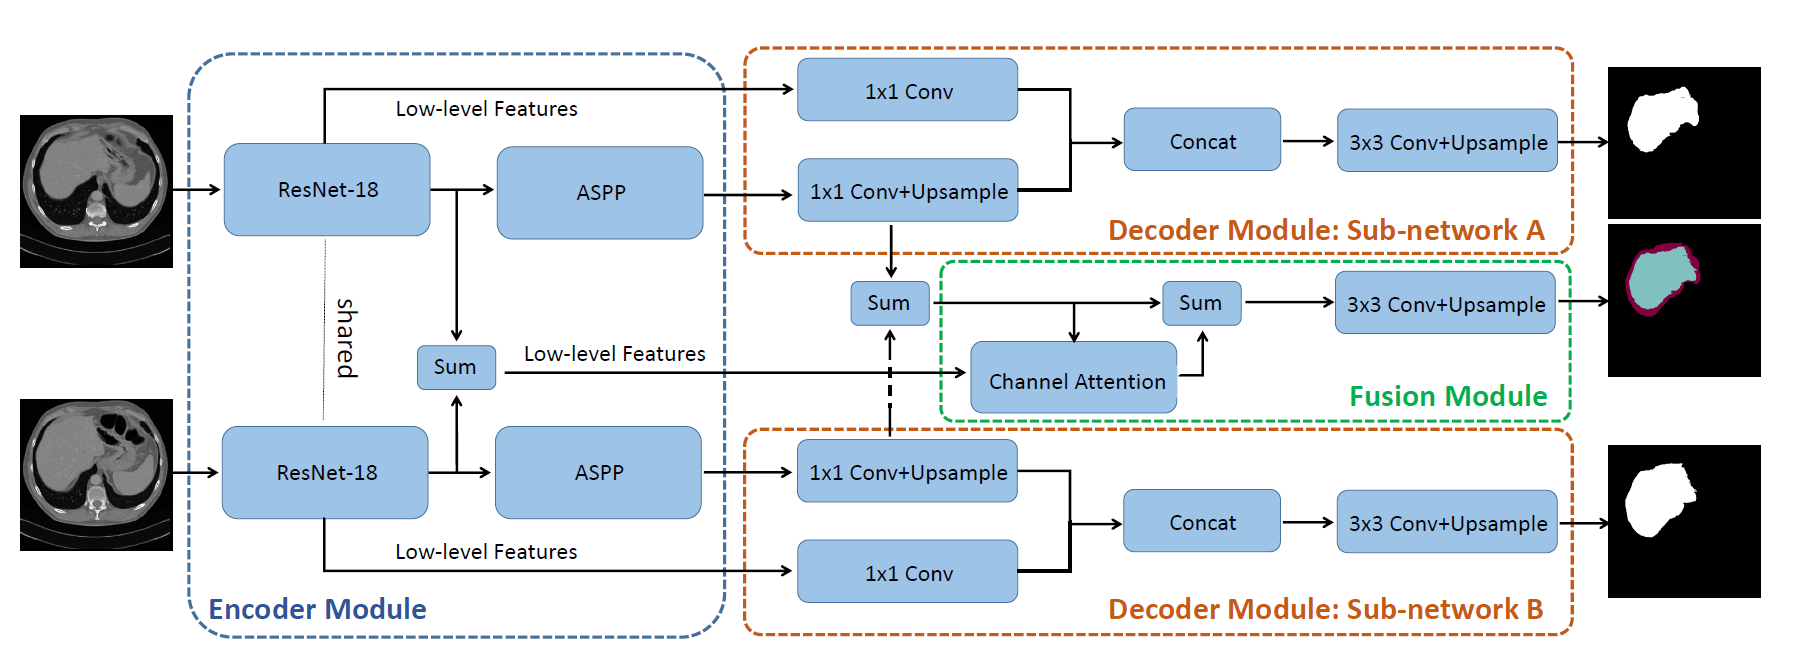 1x1 Conv
Low-level Features
ResNet-18
ASPP
1x1 Conv+Upsample
Concat
3x3 Conv+Upsample
Decoder Module: Sub-network A
shared
Sum
Sum
Sum
3x3 Conv+Upsample
Low-level Features
Channel Attention
Fusion Module
ResNet-18
ASPP
1x1 Conv+Upsample
Concat
3x3 Conv+Upsample
Low-level Features
1x1 Conv
Encoder Module
Decoder Module: Sub-network B